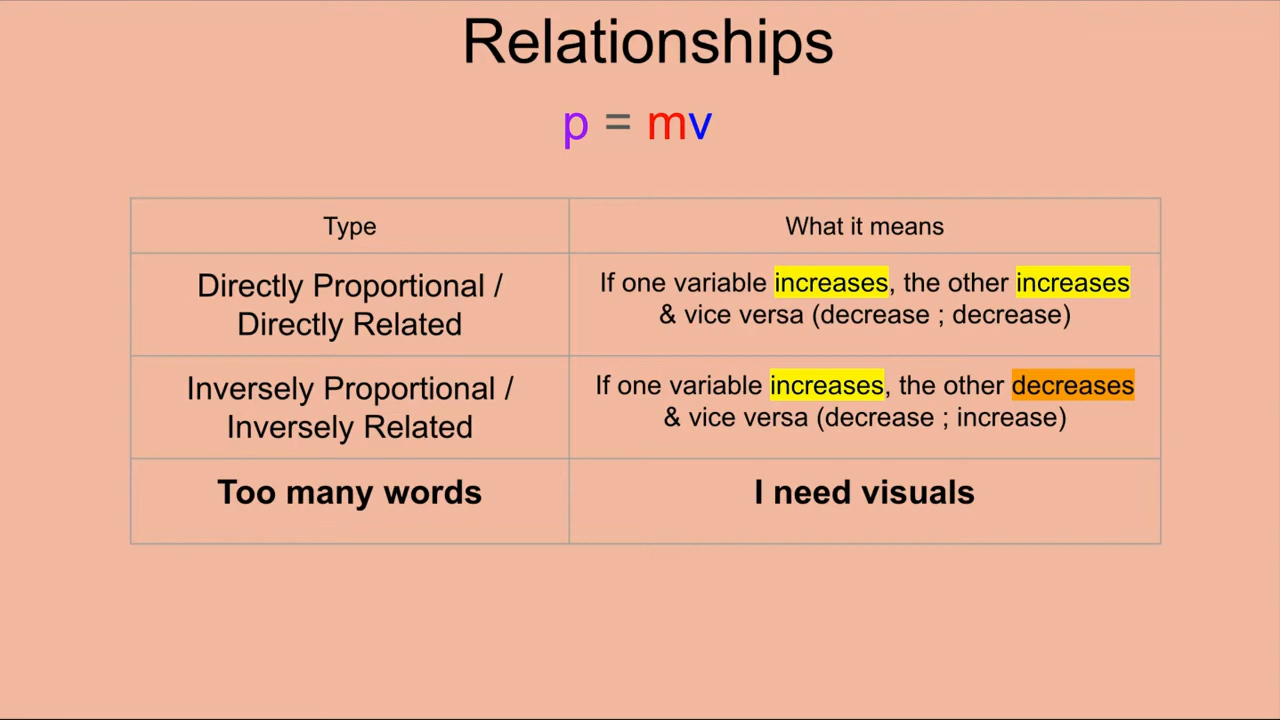 Relationships
p = mv
Type
What it means
Directly Proportional /
Directly Related
If one variable increases, the other increases
& vice versa (decrease ; decrease)
Inversely Proportional /
Inversely Related
If one variable increases, the other decreases
& vice versa (decrease ; increase)
Too many words
I need visuals